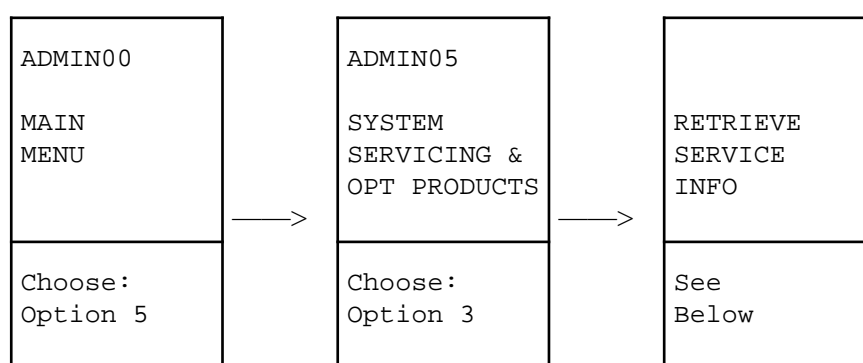 ADMIN00
MAIN
MENU
Choose:
Option 5
ADMIN05
SYSTEM
SERVICING &
OPT PRODUCTS
Choose:
Option 3
RETRIEVE
SERVICE
INFO
See
Below